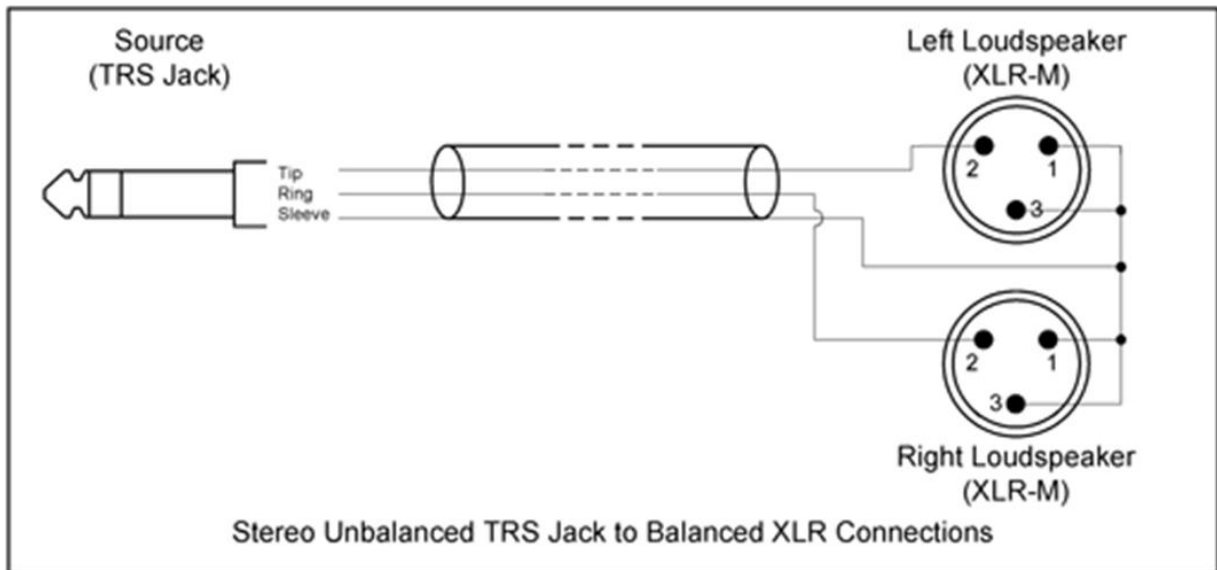 Source
(TRS Jack)
Left Loudspeaker
(XLR-M)
Tip
Ring
Sleeve
2
1
3
2
1
3
Right Loudspeaker
(XLR-M)
Stereo Unbalanced TRS Jack to Balanced XLR Connections